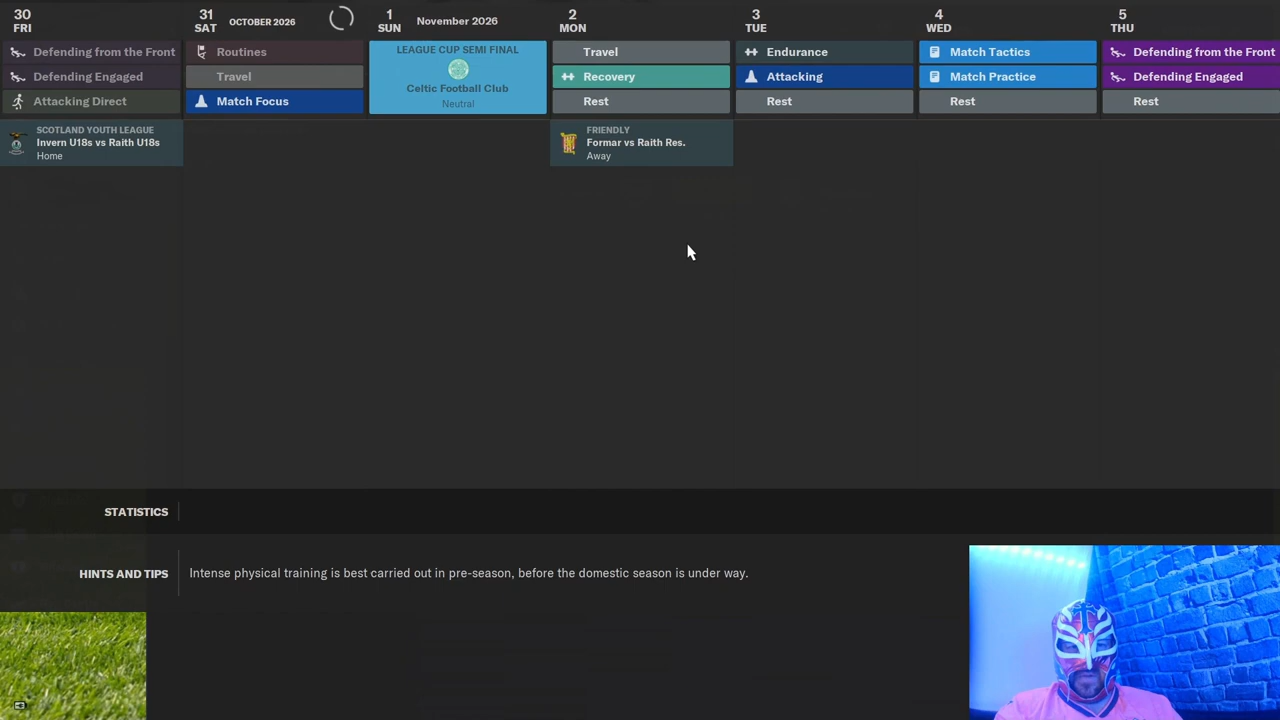 30
FRI
31
SAT
OCTOBER 2026
1
SUN
November 2026
2
MON
3
TUE
4
WED
5
THU
Defending from the Front
Defending Engaged
Attacking Direct
Routines
Travel
Match Focus
LEAGUE CUP SEMI FINAL
Celtic Football Club
Neutral
Travel
Recovery
Rest
Endurance
Attacking
Rest
Match Tactics
Match Practice
Rest
Defending from the Front
Defending Engaged
Rest
SCOTLAND YOUTH LEAGUE
Invern U18s vs Raith U18s
Home
FRIENDLY
Formar vs Raith Res.
Away
STATISTICS
HINTS AND TIPS
Intense physical training is best carried out in pre-season, before the domestic season is under way.